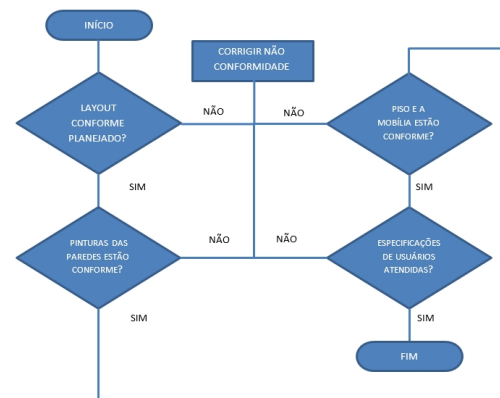 INÍCIO
CORRIGIR NÃO
CONFORMIDADE
LAYOUT
CONFORME
PLANEJADO?
NÃO
NÃO
PISO E A
MOBÍLIA ESTÃO
CONFORME?
SIM
SIM
PINTURAS DAS
PAREDES ESTÃO
CONFORME?
NÃO
NÃO
ESPECIFICAÇÕES
DE USUÁRIOS
ATENDIDAS?
SIM
SIM
FIM